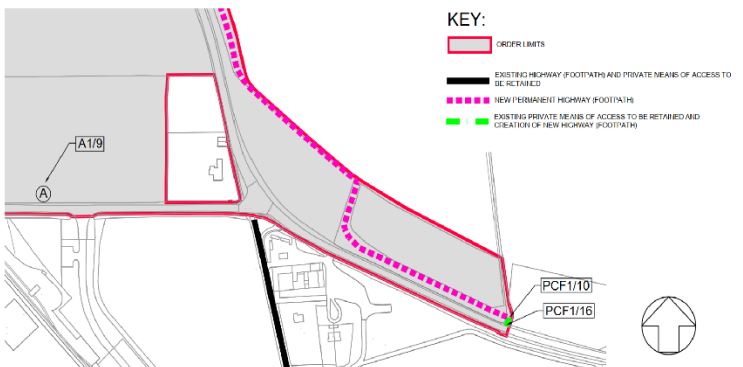 KEY:
ORDER LIMITS
EXISTING HIGHWAY (FOOTPATH) AND PRIVATE MEANS OF ACCESS TO
BE RETAINED
NEW PERMANENT HIGHWAY (FOOTPATH)
EXISTING PRIVATE MEANS OF ACCESS TO BE RETAINED AND
CREATION OF NEW HIGHWAY (FOOTPATH)
A1/9
A
PCF1/10
PCF1/16